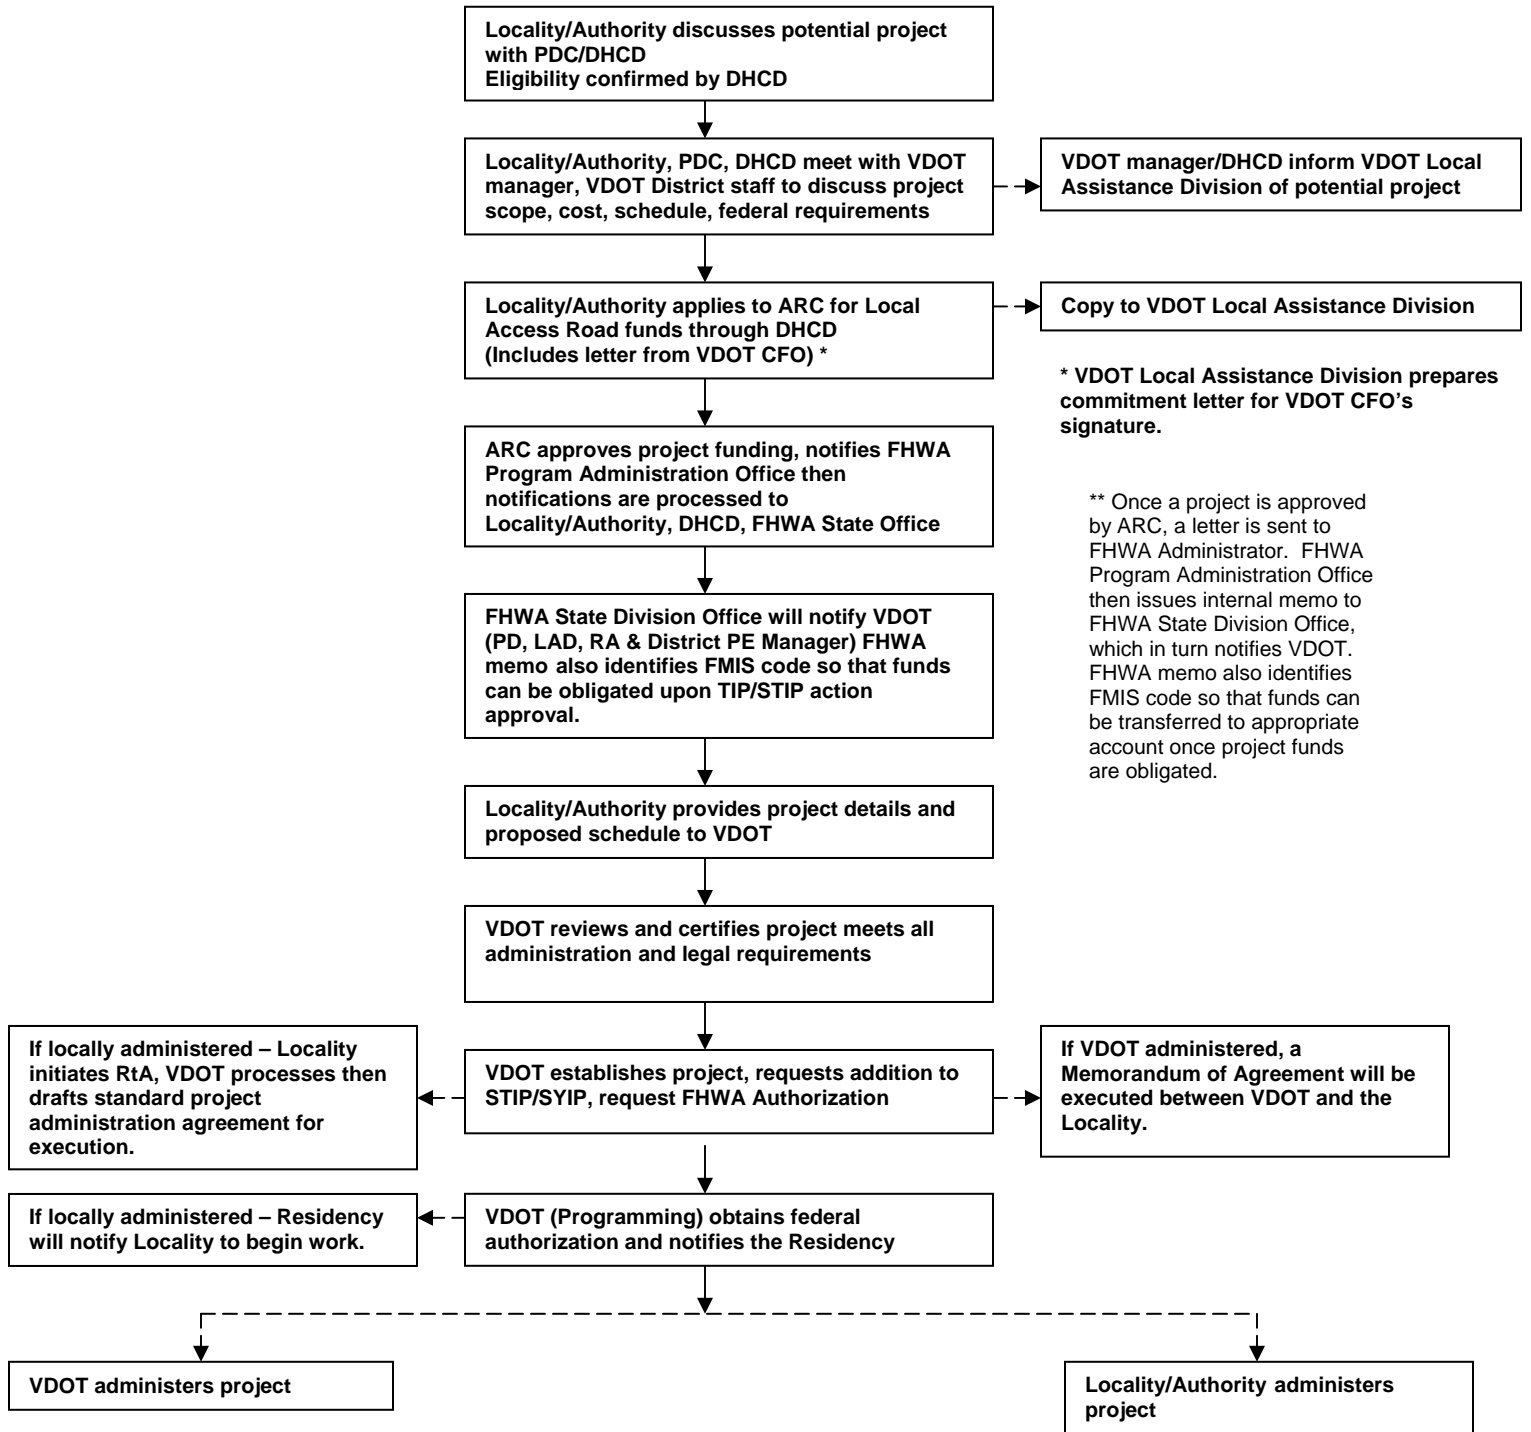 Locality/Authority discusses potential project
with PDC/DHCD
Eligibility confirmed by DHCD
Locality/Authority, PDC, DHCD meet with VDOT
manager, VDOT District staff to discuss project
scope, cost, schedule, federal requirements
VDOT manager/DHCD inform VDOT Local
Assistance Division of potential project
Locality/Authority applies to ARC for Local
Access Road funds through DHCD
(Includes letter from VDOT CFO) *
Copy to VDOT Local Assistance Division
* VDOT Local Assistance Division prepares
commitment letter for VDOT CFO’s
signature.
ARC approves project funding, notifies FHWA
Program Administration Office then
notifications are processed to
Locality/Authority, DHCD, FHWA State Office
** Once a project is approved
by ARC, a letter is sent to
FHWA Administrator.  FHWA
Program Administration Office
then issues internal memo to
FHWA State Division Office,
which in turn notifies VDOT.
FHWA memo also identifies
FMIS code so that funds can
be transferred to appropriate
account once project funds
are obligated.
FHWA State Division Office will notify VDOT
(PD, LAD, RA & District PE Manager) FHWA
memo also identifies FMIS code so that funds
can be obligated upon TIP/STIP action
approval.
Locality/Authority provides project details and
proposed schedule to VDOT
VDOT reviews and certifies project meets all
administration and legal requirements
If locally administered – Locality
initiates RtA, VDOT processes then
drafts standard project
administration agreement for
execution.
VDOT establishes project, requests addition to
STIP/SYIP, request FHWA Authorization
If VDOT administered, a
Memorandum of Agreement will be
executed between VDOT and the
Locality.
If locally administered – Residency
will notify Locality to begin work.
VDOT (Programming) obtains federal
authorization and notifies the Residency
VDOT administers project
Locality/Authority administers
project